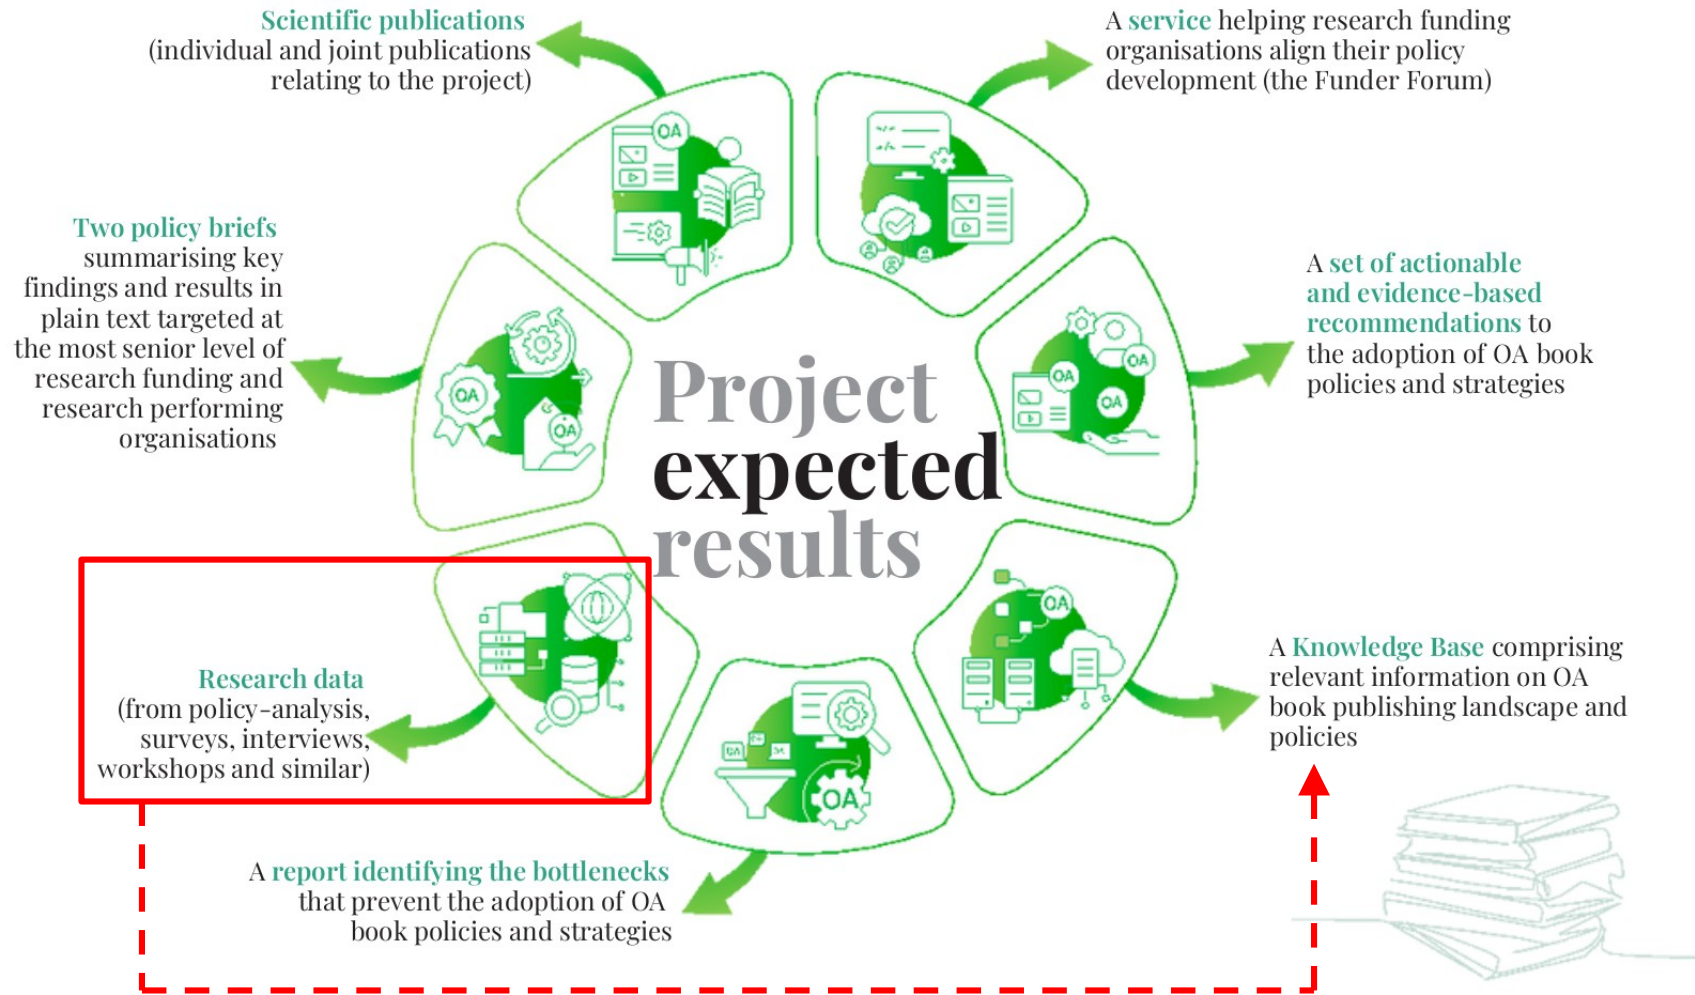 Scientific publications
(individual and joint publications
relating to the project)
A service helping research funding
organisations align their policy
development (the Funder Forum)
Two policy briefs
summarising key
findings and results in
plain text targeted at
the most senior level of
research funding and
research performing
organisations
A set of actionable
and evidence-based
recommendations to
the adoption of OA book
policies and strategies
Project
expected
results
Research data
(from policy-analysis,
surveys, interviews,
workshops and similar)
A Knowledge Base comprising
relevant information on OA
book publishing landscape and
policies
A report identifying the bottlenecks
that prevent the adoption of OA
book policies and strategies
OA
OA
OA
OA
OA
OA
OA
OA
OA
OA